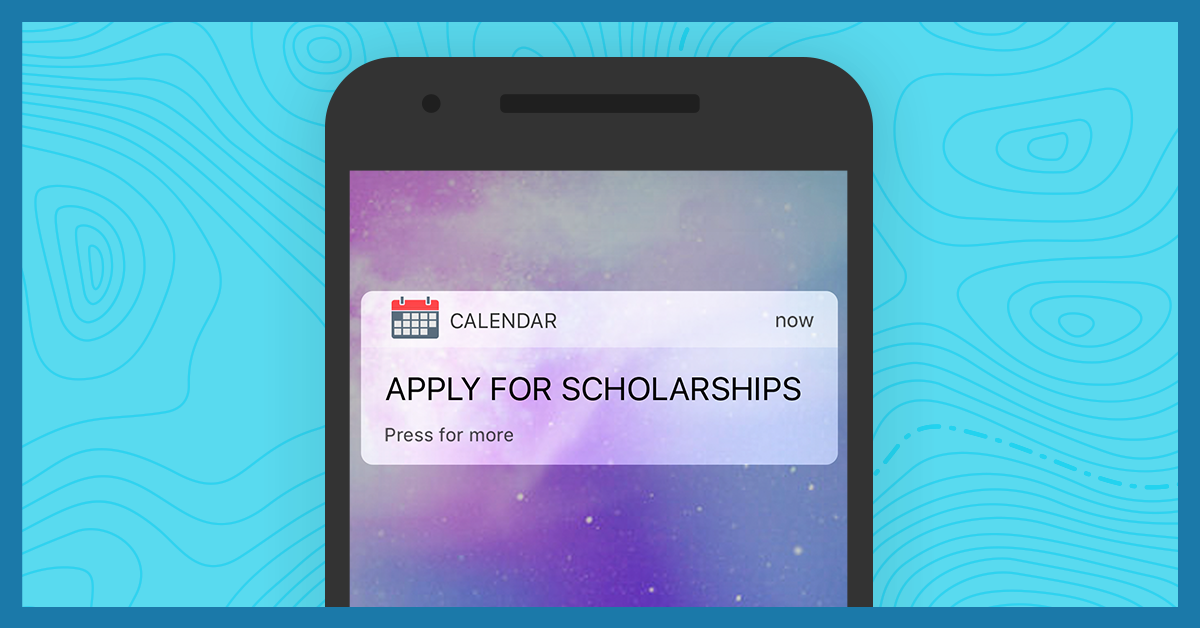 CALENDAR now
APPLY FOR SCHOLARSHIPS
Press for more